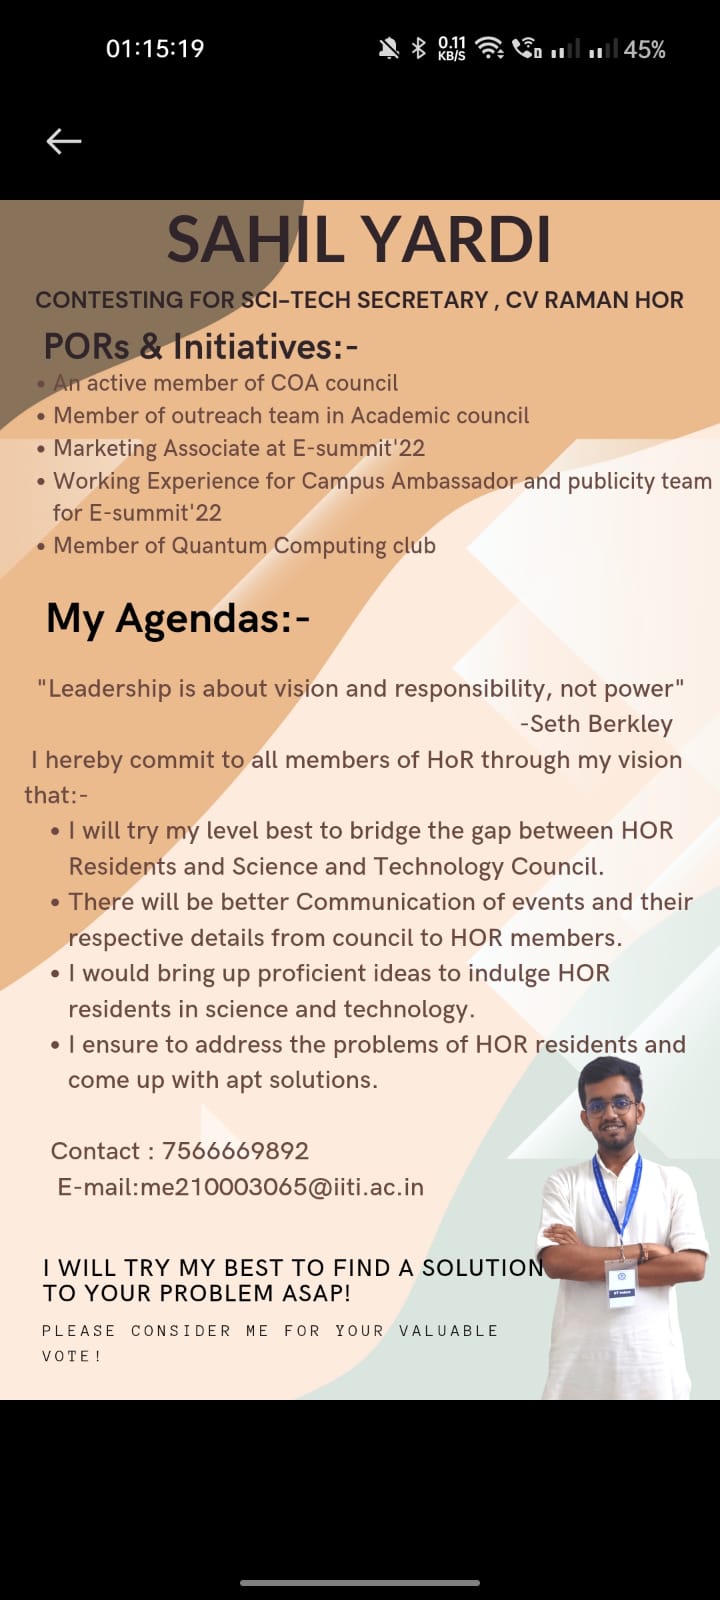 01:15:19
0.11
KB/S
45%
SAHIL YARDI
CONTESTING FOR SCI-TECH SECRETARY , CV RAMAN HOR
PORs & Initiatives:-
• An active member of COA council
• Member of outreach team in Academic council
• Marketing Associate at E-summit'22
• Working Experience for Campus Ambassador and publicity team
for E-summit'22
• Member of Quantum Computing club
My Agendas:-
"Leadership is about vision and responsibility, not power"
-Seth Berkley
I hereby commit to all members of HoR through my vision
that:-
• I will try my level best to bridge the gap between HOR
Residents and Science and Technology Council.
• There will be better Communication of events and their
respective details from council to HOR members.
• I would bring up proficient ideas to indulge HOR
residents in science and technology.
• I ensure to address the problems of HOR residents and
come up with apt solutions.
Contact : 7566669892
E-mail:me210003065@iiti.ac.in
I WILL TRY MY BEST TO FIND A SOLUTION
TO YOUR PROBLEM ASAP!
PLEASE CONSIDER ME FOR YOUR VALUABLE
VOTE!